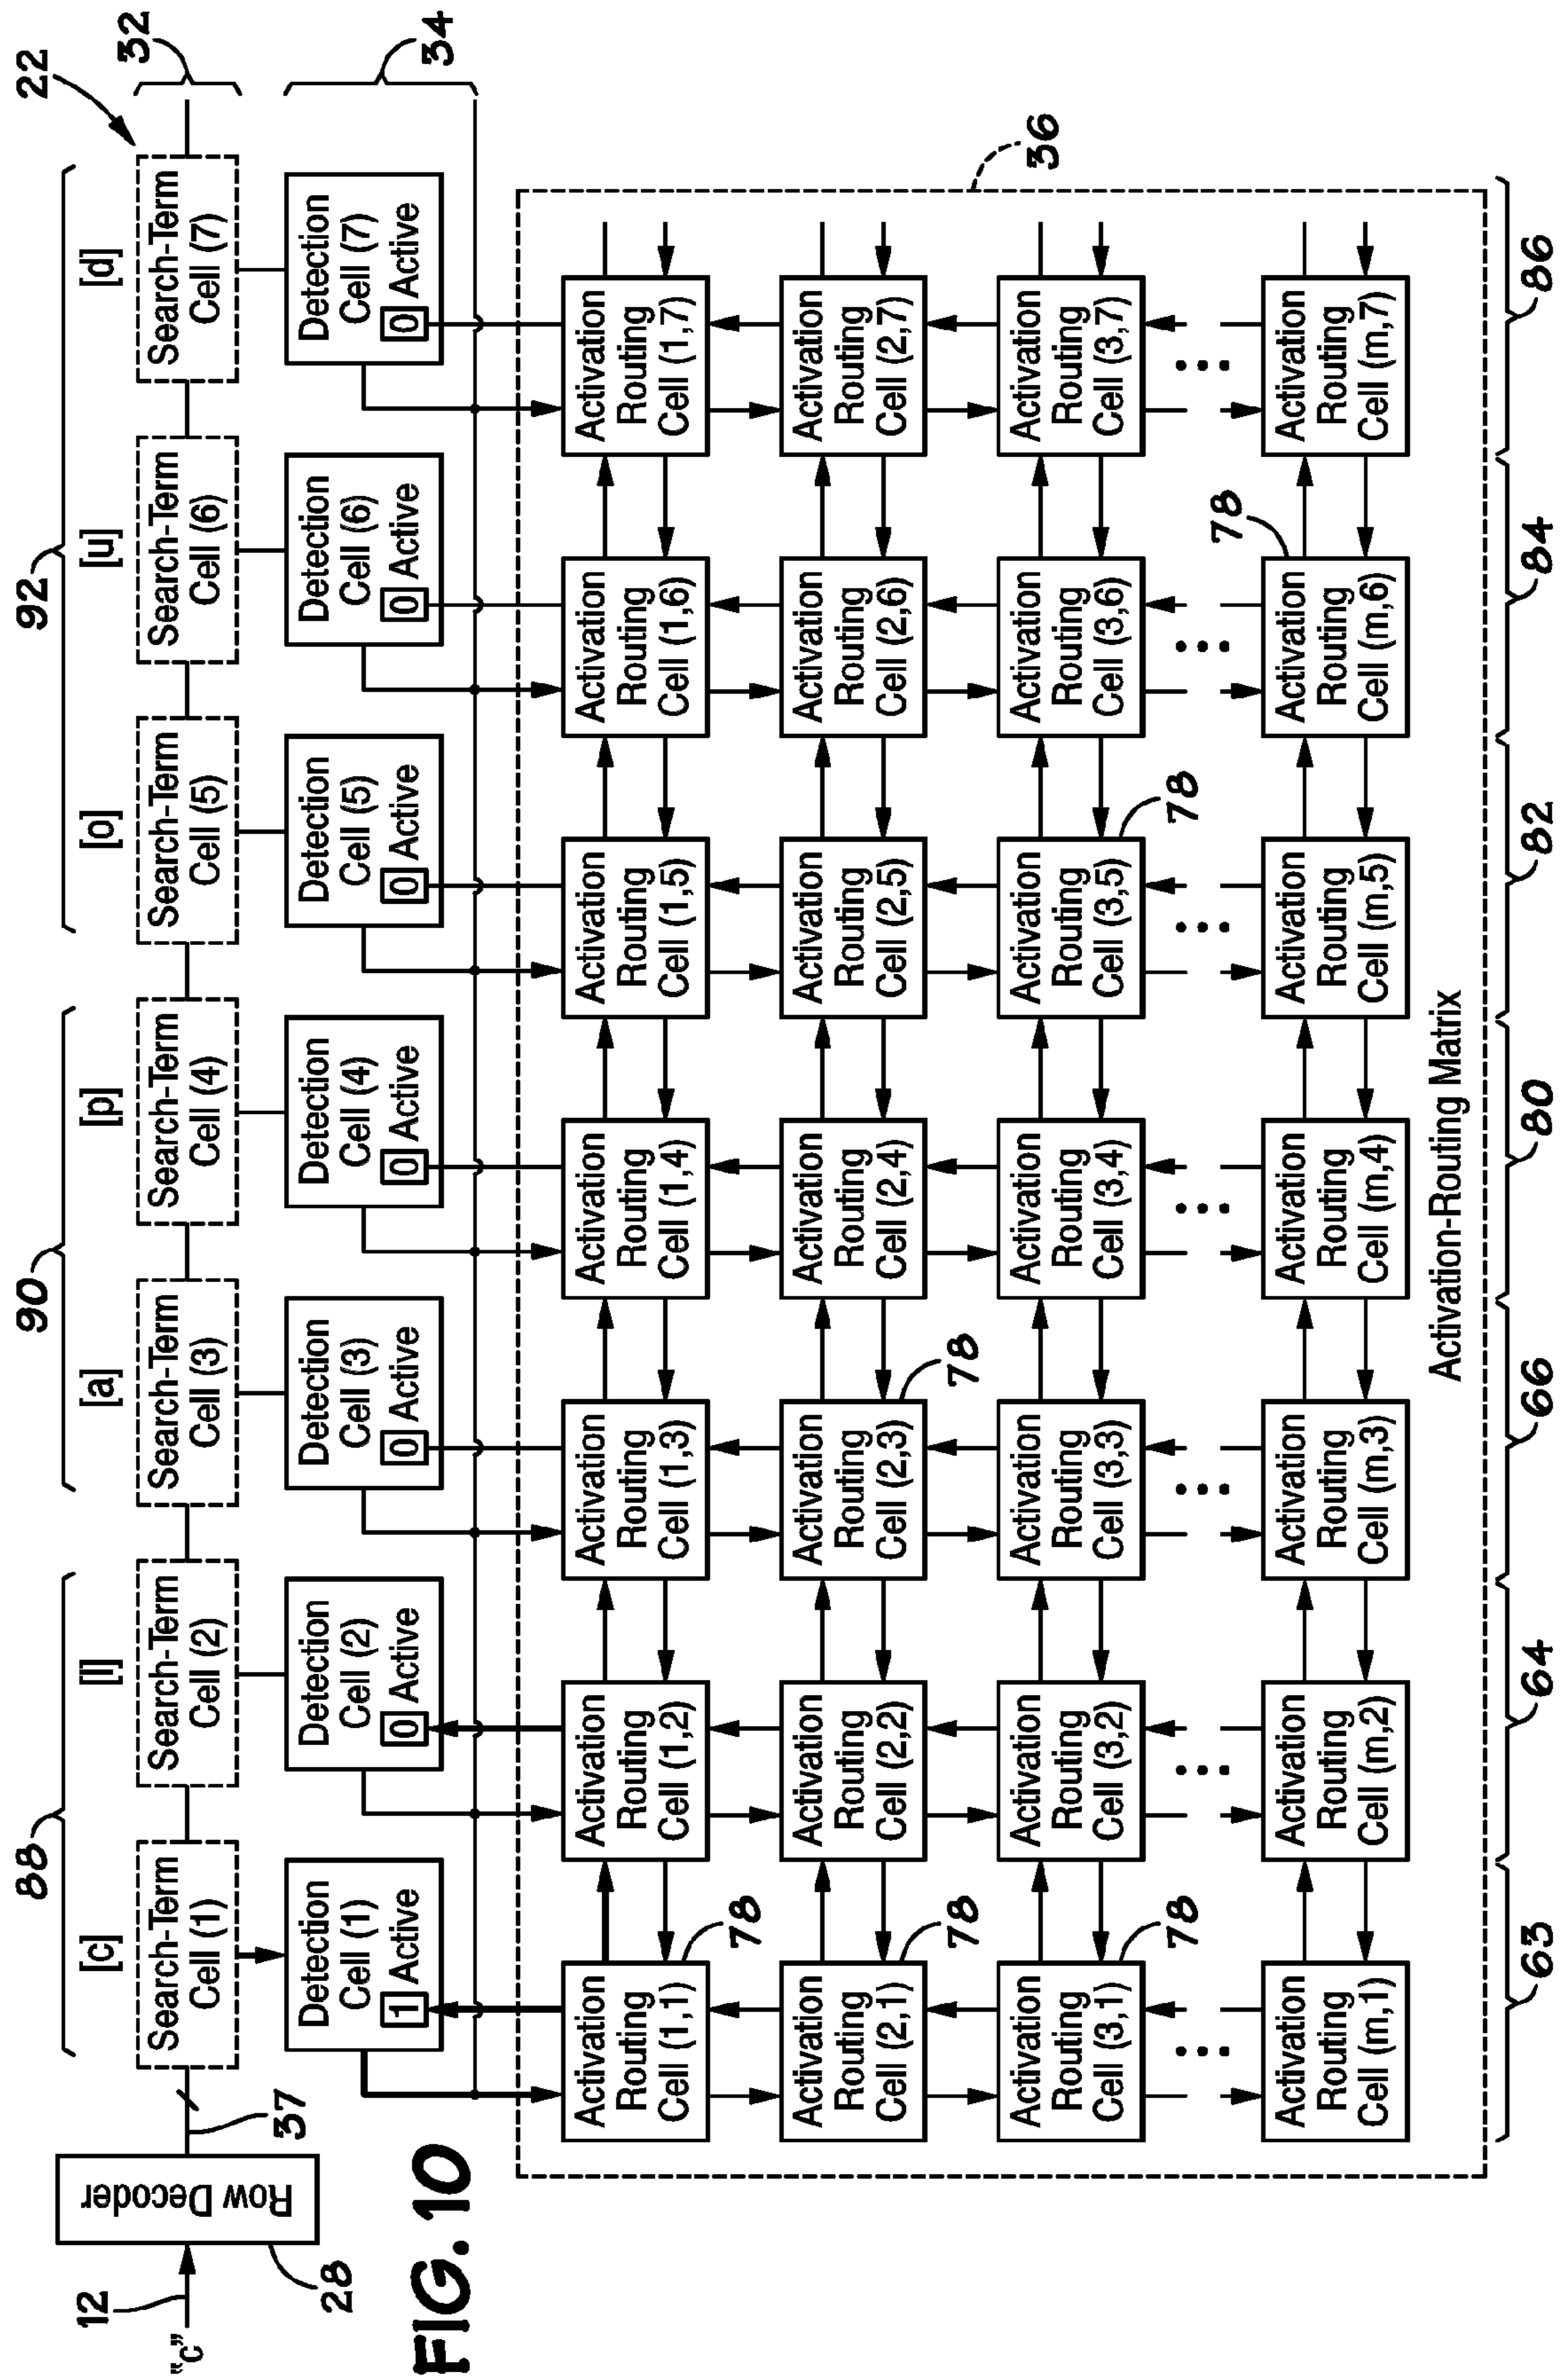 88
90
92
22
[c]
[l]
[a]
[p]
[o]
[u]
[d]
"c"
12
Row Decoder
28
37
Search-Term
Cell (1)
Search-Term
Cell (2)
Search-Term
Cell (3)
Search-Term
Cell (4)
Search-Term
Cell (5)
Search-Term
Cell (6)
Search-Term
Cell (7)
32
Detection
Cell (1)
1 Active
Detection
Cell (2)
0 Active
Detection
Cell (3)
0 Active
Detection
Cell (4)
0 Active
Detection
Cell (5)
0 Active
Detection
Cell (6)
0 Active
Detection
Cell (7)
0 Active
34
FIG. 10
Activation
Routing
Cell (1,1)
78
Activation
Routing
Cell (1,2)
Activation
Routing
Cell (1,3)
Activation
Routing
Cell (1,4)
Activation
Routing
Cell (1,5)
Activation
Routing
Cell (1,6)
Activation
Routing
Cell (1,7)
Activation
Routing
Cell (2,1)
78
Activation
Routing
Cell (2,2)
Activation
Routing
Cell (2,3)
78
Activation
Routing
Cell (2,4)
Activation
Routing
Cell (2,5)
Activation
Routing
Cell (2,6)
Activation
Routing
Cell (2,7)
36
Activation
Routing
Cell (3,1)
78
Activation
Routing
Cell (3,2)
Activation
Routing
Cell (3,3)
Activation
Routing
Cell (3,4)
Activation
Routing
Cell (3,5)
78
Activation
Routing
Cell (3,6)
Activation
Routing
Cell (3,7)
Activation
Routing
Cell (m,1)
Activation
Routing
Cell (m,2)
Activation
Routing
Cell (m,3)
Activation
Routing
Cell (m,4)
Activation
Routing
Cell (m,5)
78
Activation
Routing
Cell (m,6)
Activation
Routing
Cell (m,7)
Activation-Routing Matrix
63
64
66
80
82
84
86